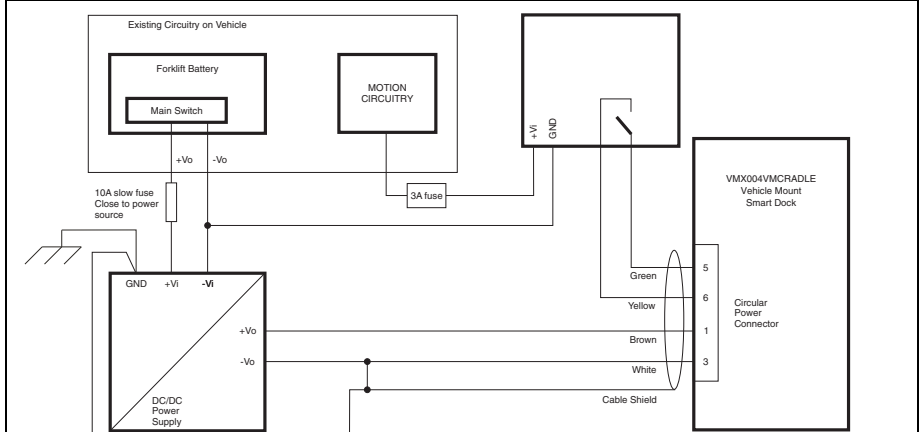 Existing Circuitry on Vehicle
Forklift Battery
Main Switch
MOTION
CIRCUITRY
+Vo
-Vo
10A slow fuse
Close to power
source
3A fuse
+Vi
GND
VMX004VMCRADLE
Vehicle Mount
Smart Dock
GND
+Vi
-Vi
Green
5
Yellow
6
Circular
Power
Connector
+Vo
Brown
1
-Vo
White
3
Cable Shield
DC/DC
Power
Supply